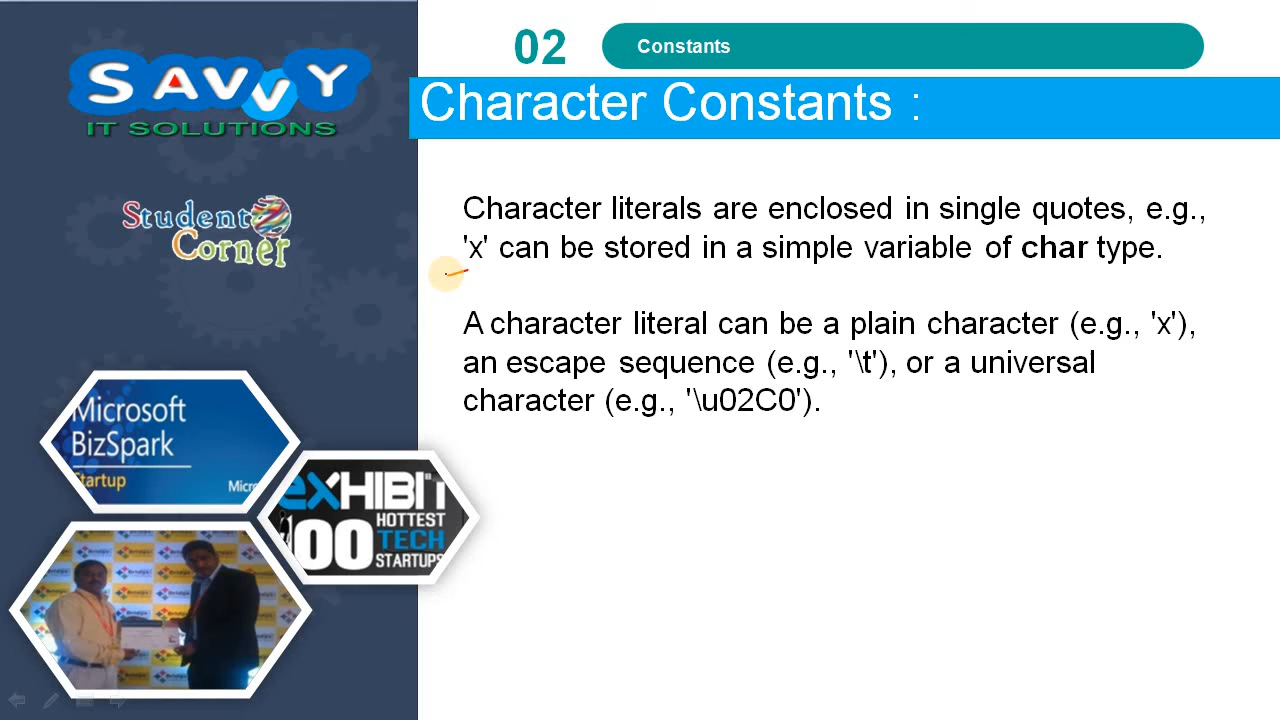 SAVVY
IT SOLUTIONS
Student
Corner
02
Constants
Character Constants :
Character literals are enclosed in single quotes, e.g.,
'x' can be stored in a simple variable of char type.
A character literal can be a plain character (e.g., 'x'),
an escape sequence (e.g., '\t'), or a universal
character (e.g., '\u02C0').
Microsoft
BizSpark
Startup
Micr
eXHIBIT
100
HOTTEST
TECH
STARTUPS